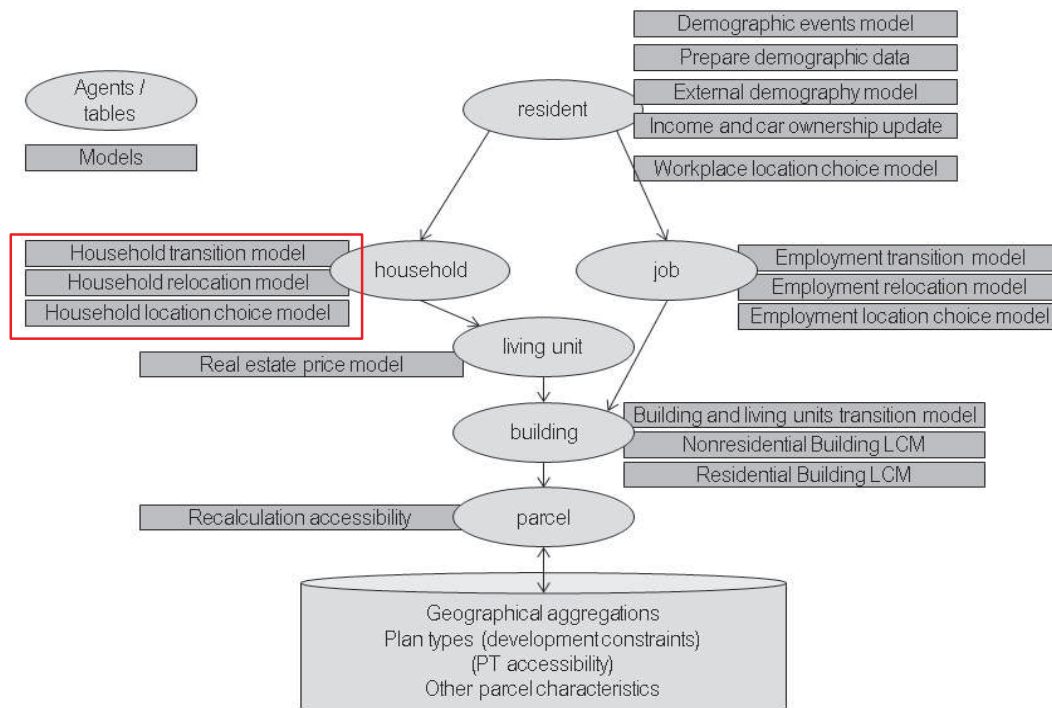 Demographic events model
Prepare demographic data
Agents /
tables
External demography model
resident
Income and car ownership update
Models
Workplace location choice model
Household transition model
Household relocation model
Household location choice model
household
job
Employment transition model
Employment relocation model
Employment location choice model
living unit
Real estate price model
building
Building and living units transition model
Nonresidential Building LCM
Residential Building LCM
Recalculation accessibility
parcel
Geographical aggregations
Plan types (development constraints)
(PT accessibility)
Other parcel characteristics